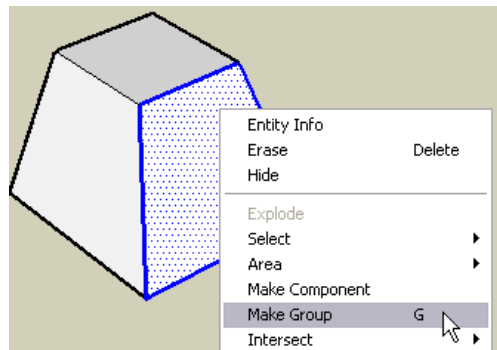 Entity Info
Erase Delete
Hide
Explode
Select
Area
Make Component
Make Group G
Intersect